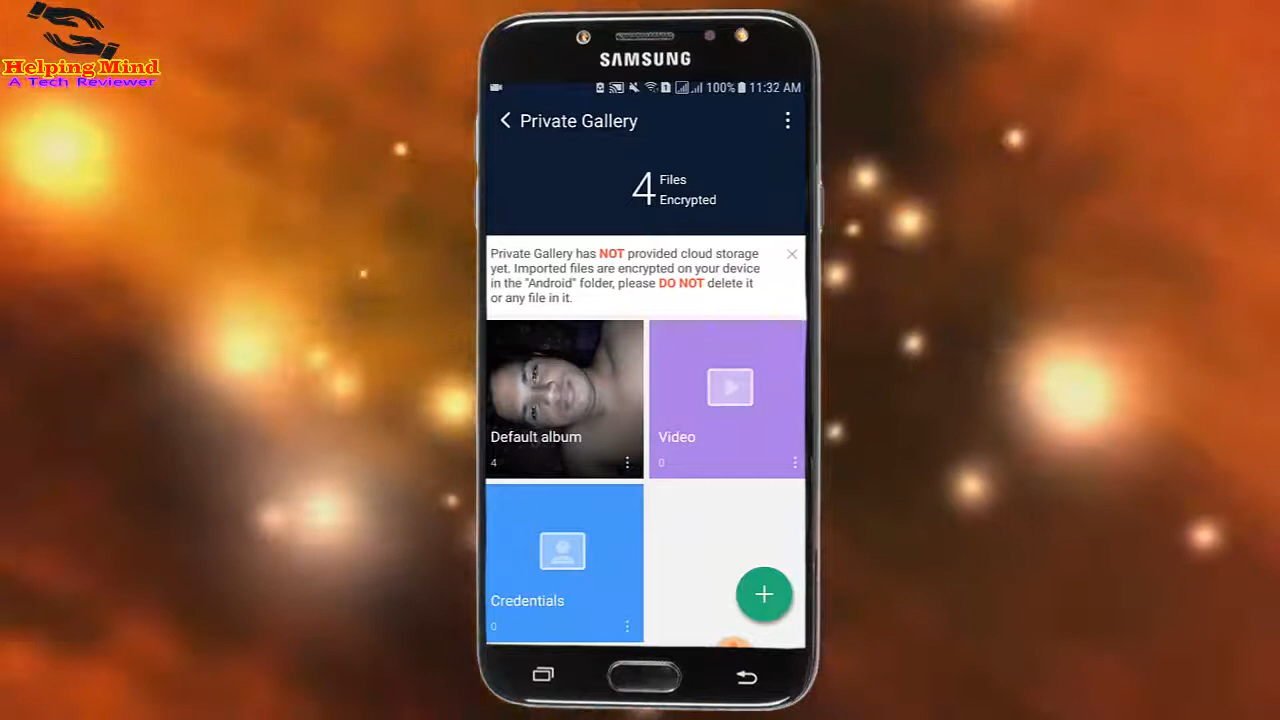 Helping Mind
A Tech Reviewer
SAMSUNG
100% 11:32 AM
Private Gallery
4 Files
Encrypted
Private Gallery has NOT provided cloud storage
yet. Imported files are encrypted on your device
in the "Android" folder, please DO NOT delete it
or any file in it.
Default album
4
Video
0
Credentials
0